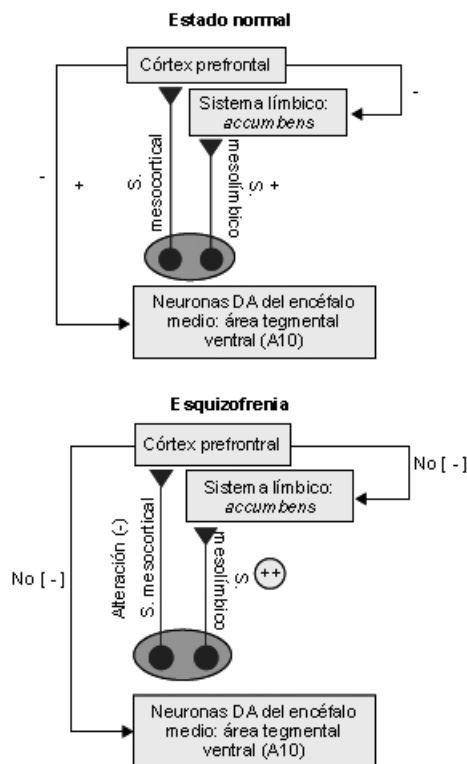 Estado normal
Córtex prefrontal
Sistema límbico:
accumbens
-
-
+
S.
mesocortical
S.
mesolímbico
+
Neuronas DA del encéfalo
medio: área tegmental
ventral (A10)
Esquizofrenia
Córtex prefrontral
Sistema límbico:
accumbens
No [ - ]
No [ - ]
Alteración (-)
S. mesocortical
S.
mesolímbico
++
Neuronas DA del encéfalo
medio: área tegmental
ventral (A10)